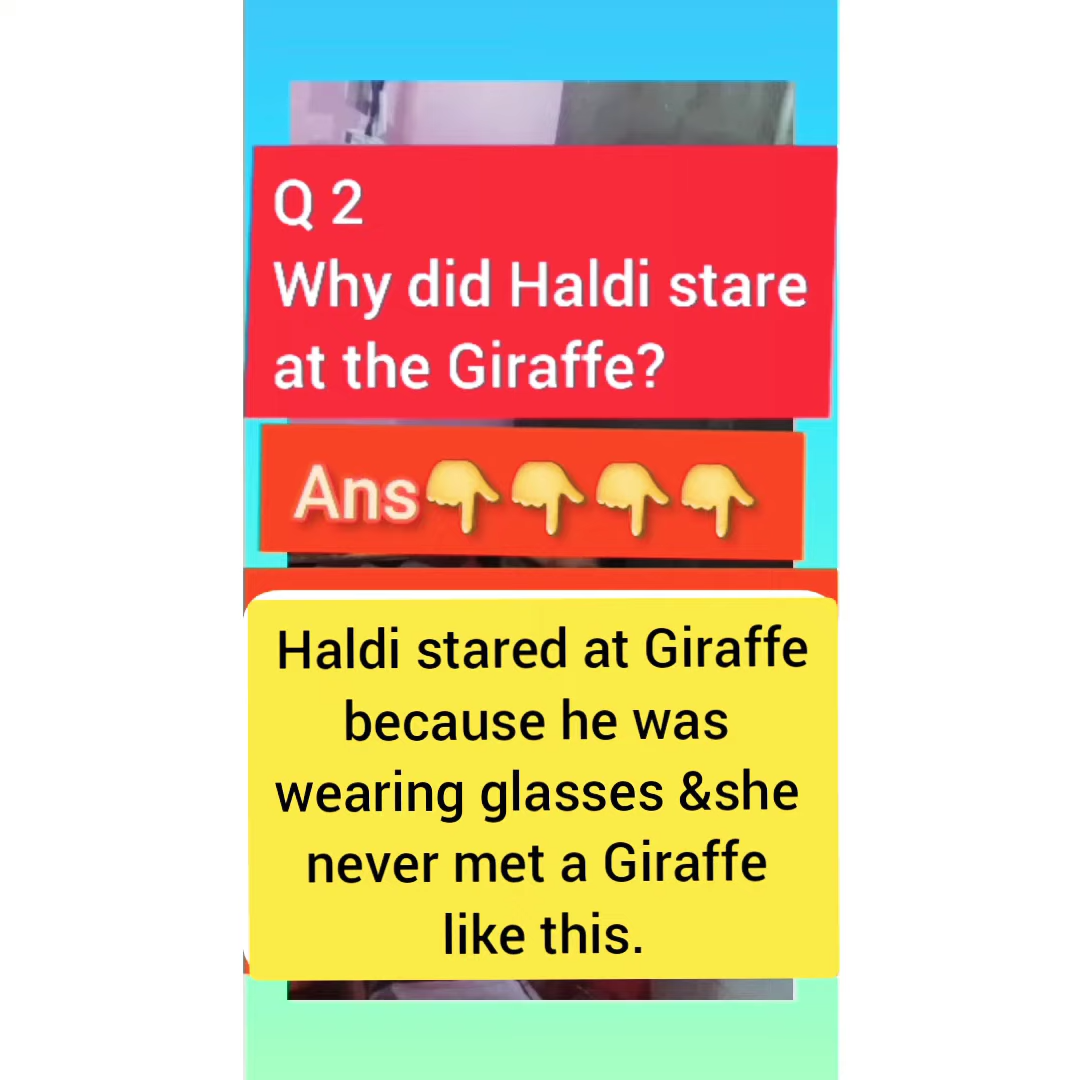 Q 2
Why did Haldi stare
at the Giraffe?
Ans👇👇👇👇
Haldi stared at Giraffe
because he was
wearing glasses &she
never met a Giraffe
like this.